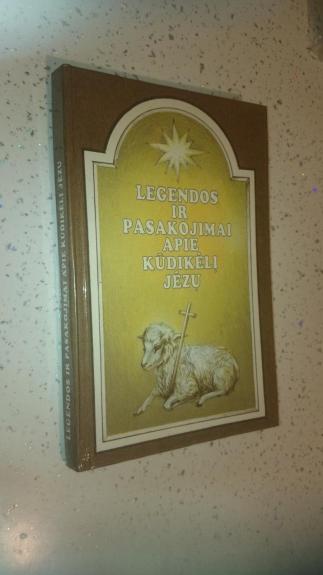 LEGENDOS
IR
PASAKOJIMAI
APIE
KŪDIKĖLĮ
JĖZŲ
LEGENDOS IR PASAKOJIMAI APIE KŪDIKĖLĮ JĖZŲ